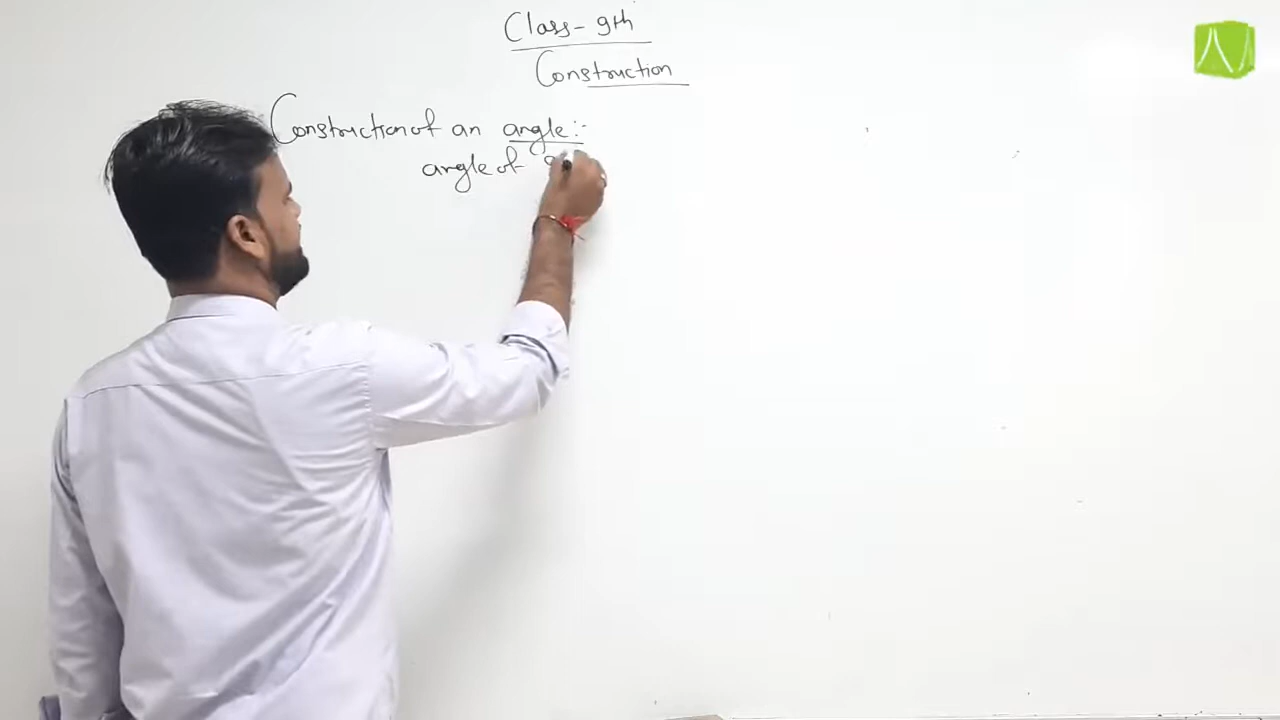 Class - 9th
Construction
Construction of an angle :-
angle of